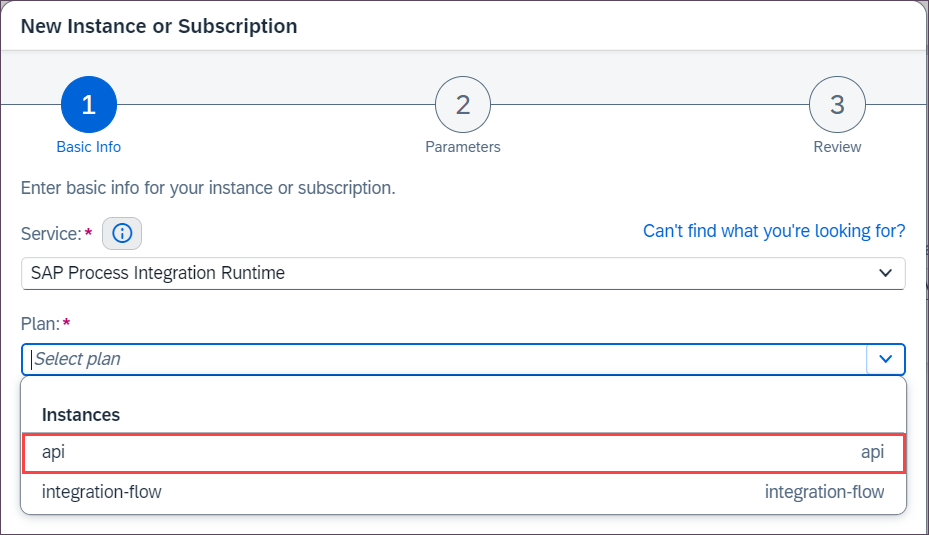 New Instance or Subscription
1 2 3
Basic Info Parameters Review
Enter basic info for your instance or subscription.
Service:* Can't find what you're looking for?
SAP Process Integration Runtime
Plan:*
Select plan
Instances
api api
integration-flow integration-flow